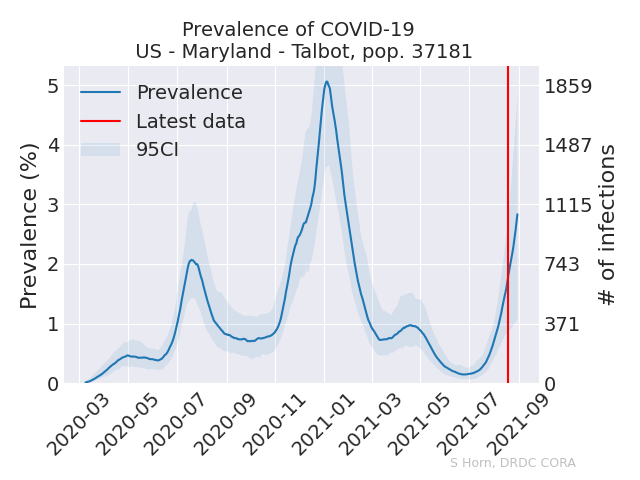 Prevalence of COVID-19
US - Maryland - Talbot, pop. 37181
Prevalence
Latest data
95CI
Prevalence (%)
5
4
3
2
1
0
1859
1487
1115
743
371
0
# of infections
2020-03
2020-05
2020-07
2020-09
2020-11
2021-01
2021-03
2021-05
2021-07
2021-09
S Horn, DRDC CORA